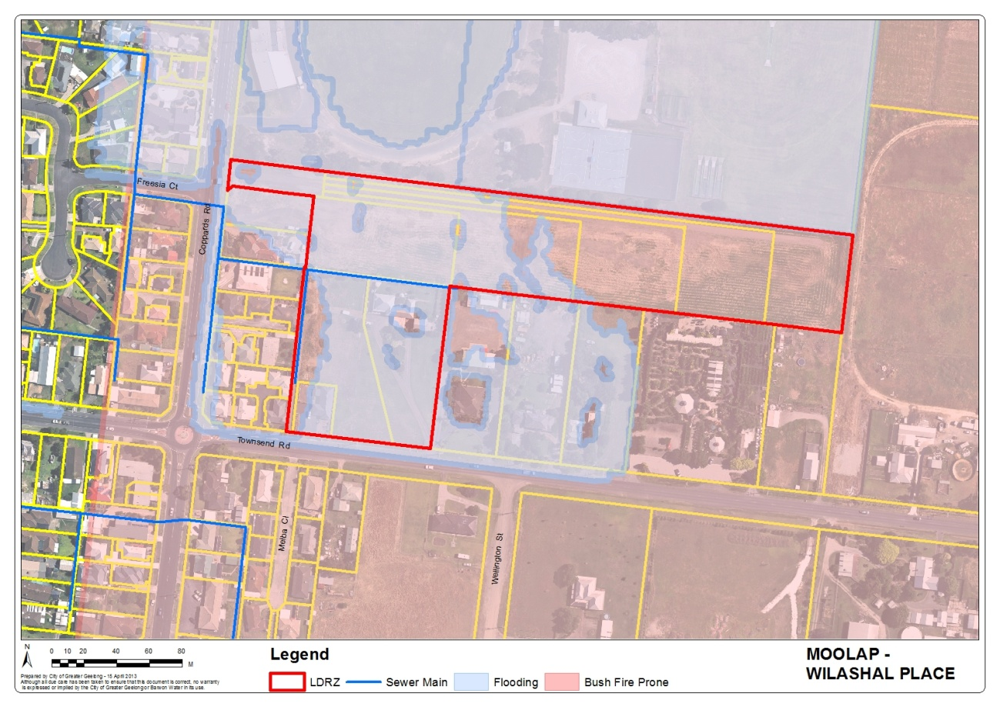 Freesia Ct
Coppards Rd
Townsend Rd
Melba Cl
Wellington St
N
0 10 20 40 60 80
M
Prepared by City of Greater Geelong - 15 April 2013
Although all due care has been taken to ensure that this document is correct, no warranty
is expressed or implied by the City of Greater Geelong or Barwon Water in its use.
Legend
LDRZ
Sewer Main
Flooding
Bush Fire Prone
MOOLAP -
WILASHAL PLACE